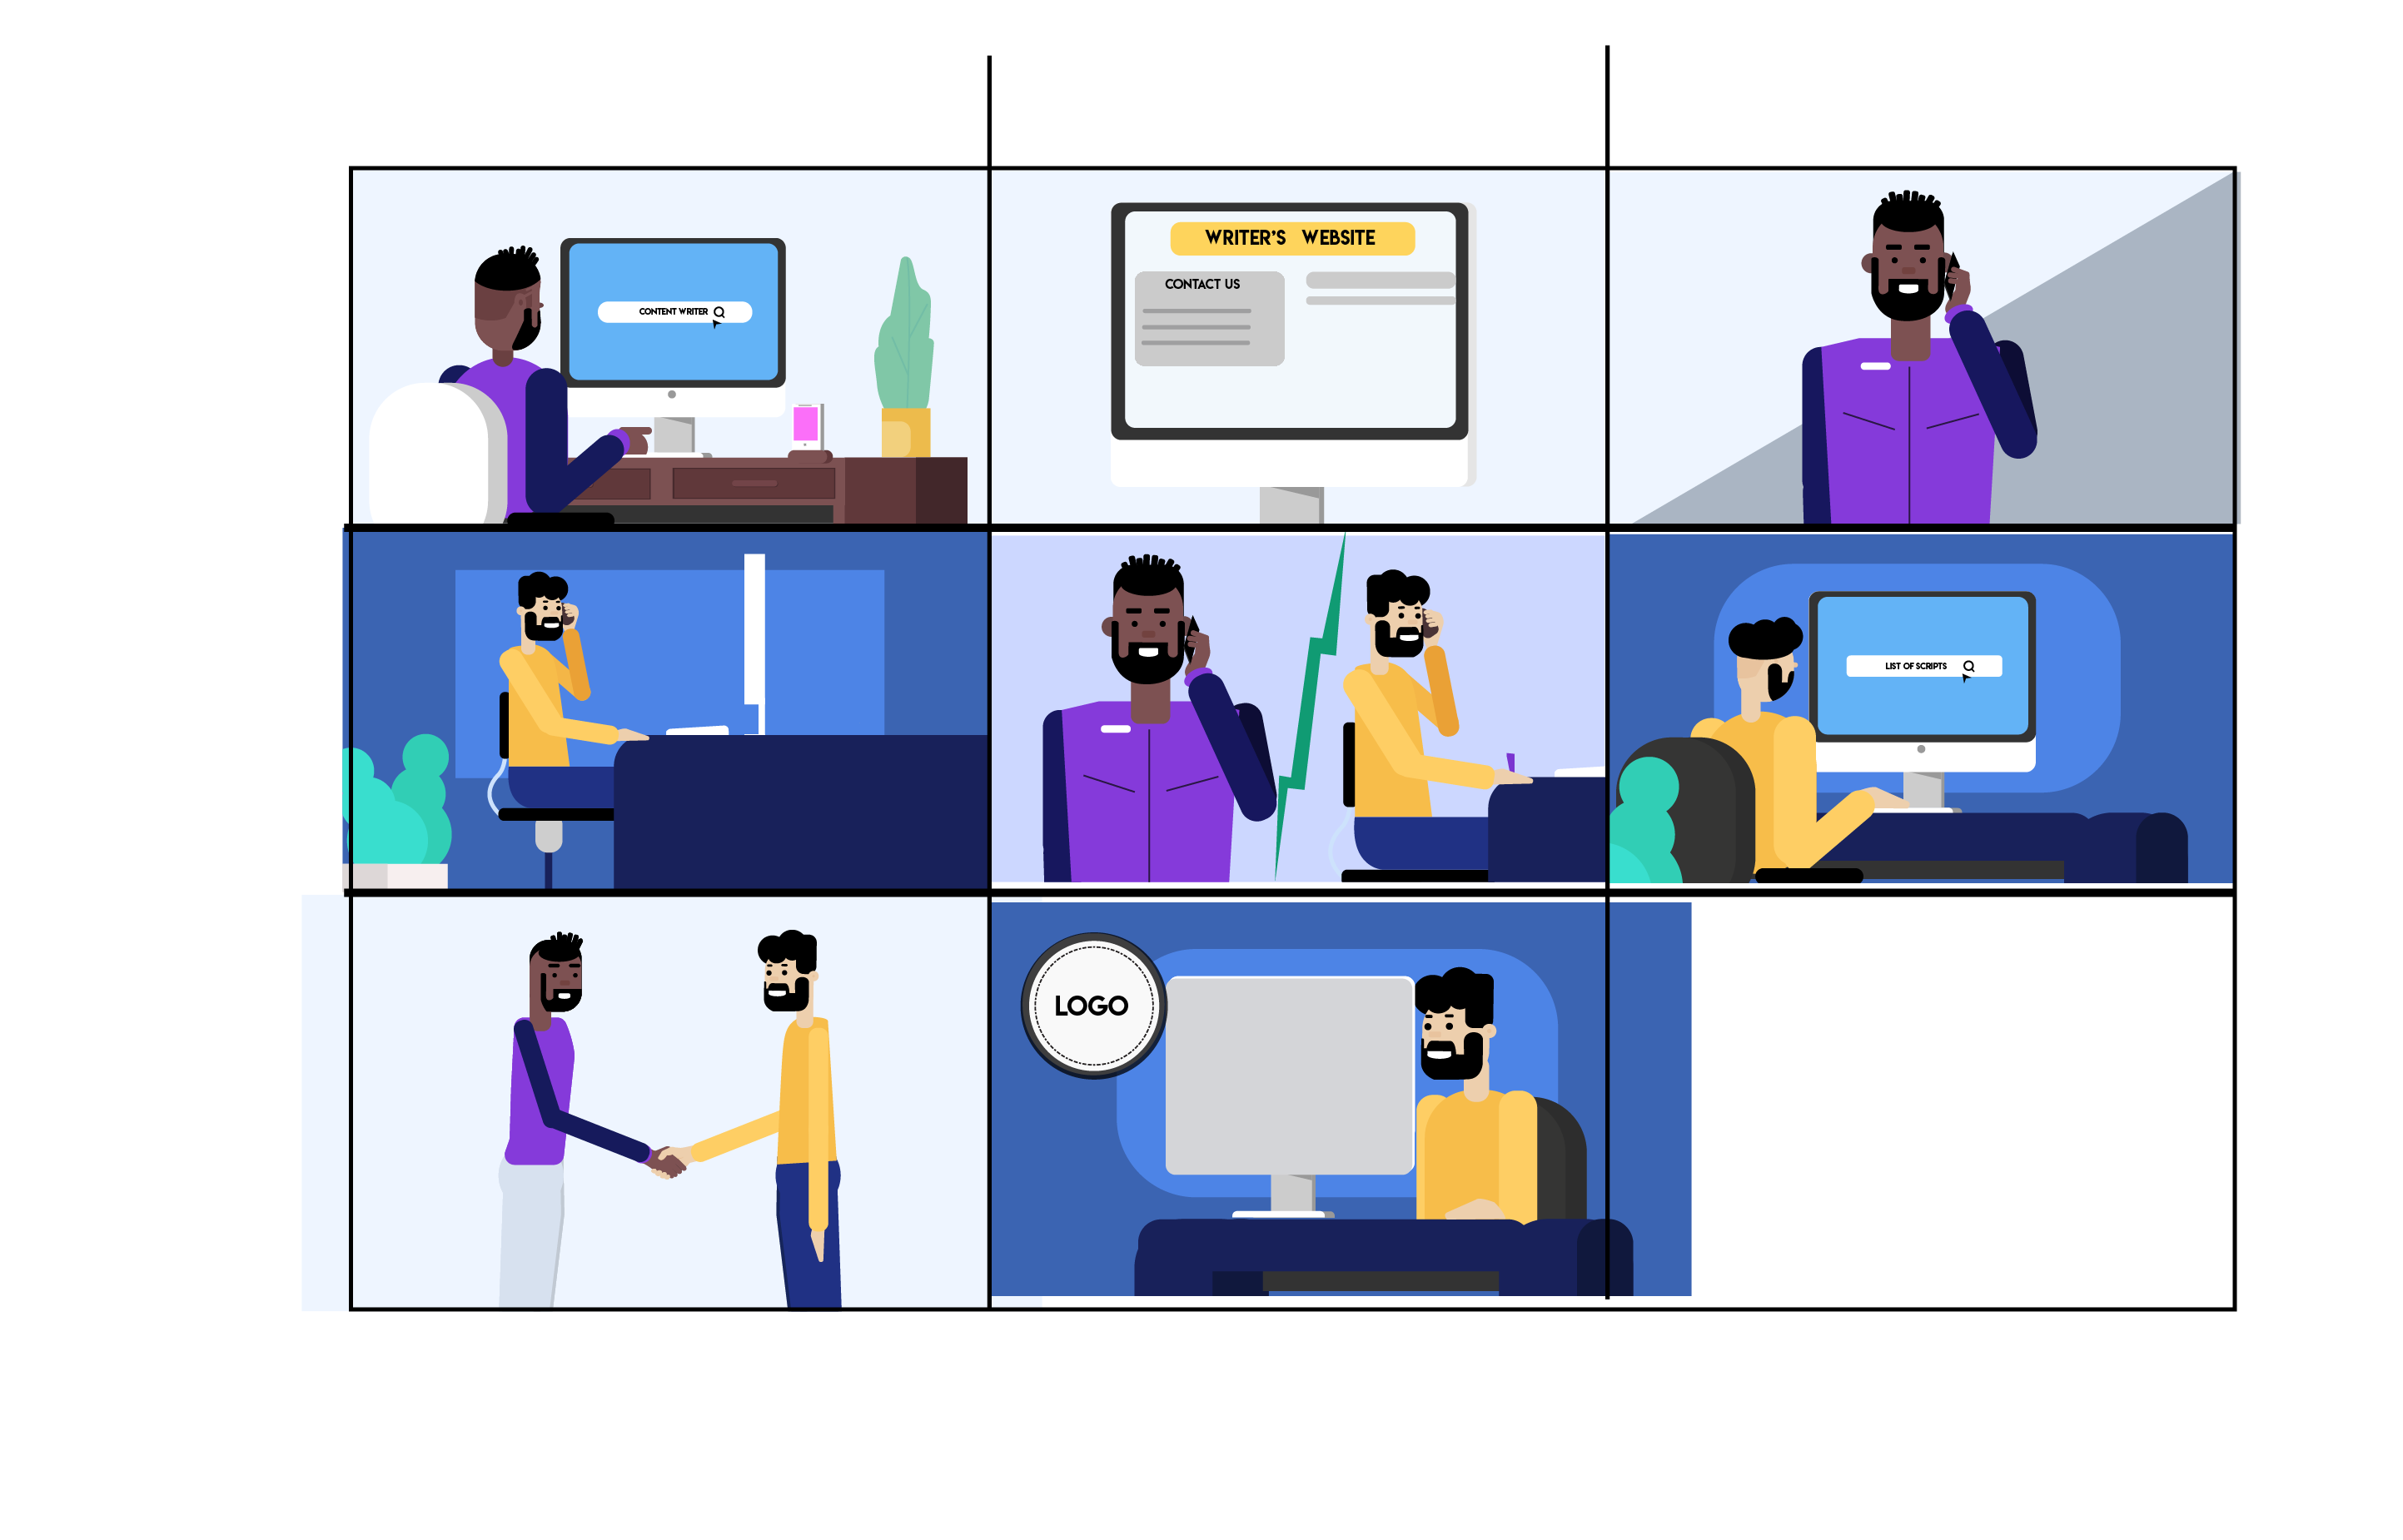 CONTENT WRITER
WRITER'S WEBSITE
CONTACT US
LIST OF SCRIPTS
LOGO